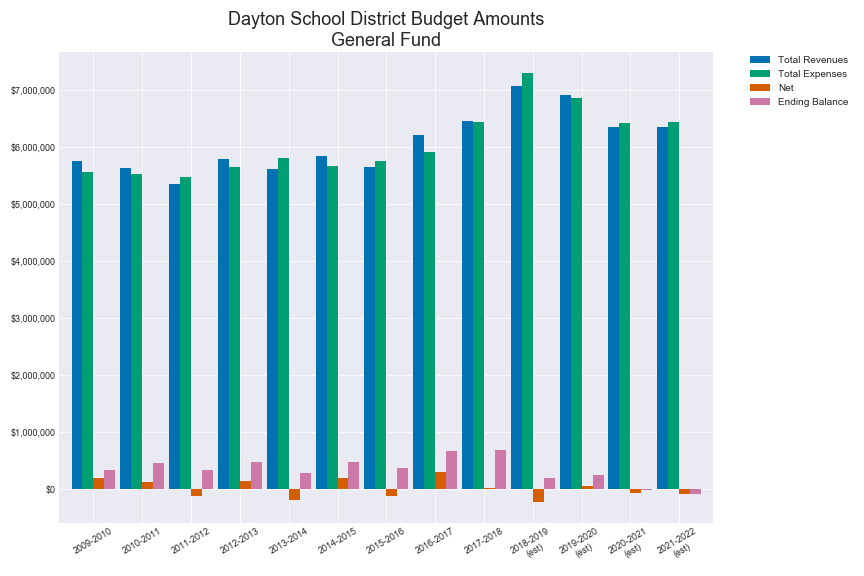 Dayton School District Budget Amounts
General Fund
Total Revenues
Total Expenses
Net
Ending Balance
$7,000,000
$6,000,000
$5,000,000
$4,000,000
$3,000,000
$2,000,000
$1,000,000
$0
2009-2010
2010-2011
2011-2012
2012-2013
2013-2014
2014-2015
2015-2016
2016-2017
2017-2018
2018-2019
(est)
2019-2020
(est)
2020-2021
(est)
2021-2022
(est)